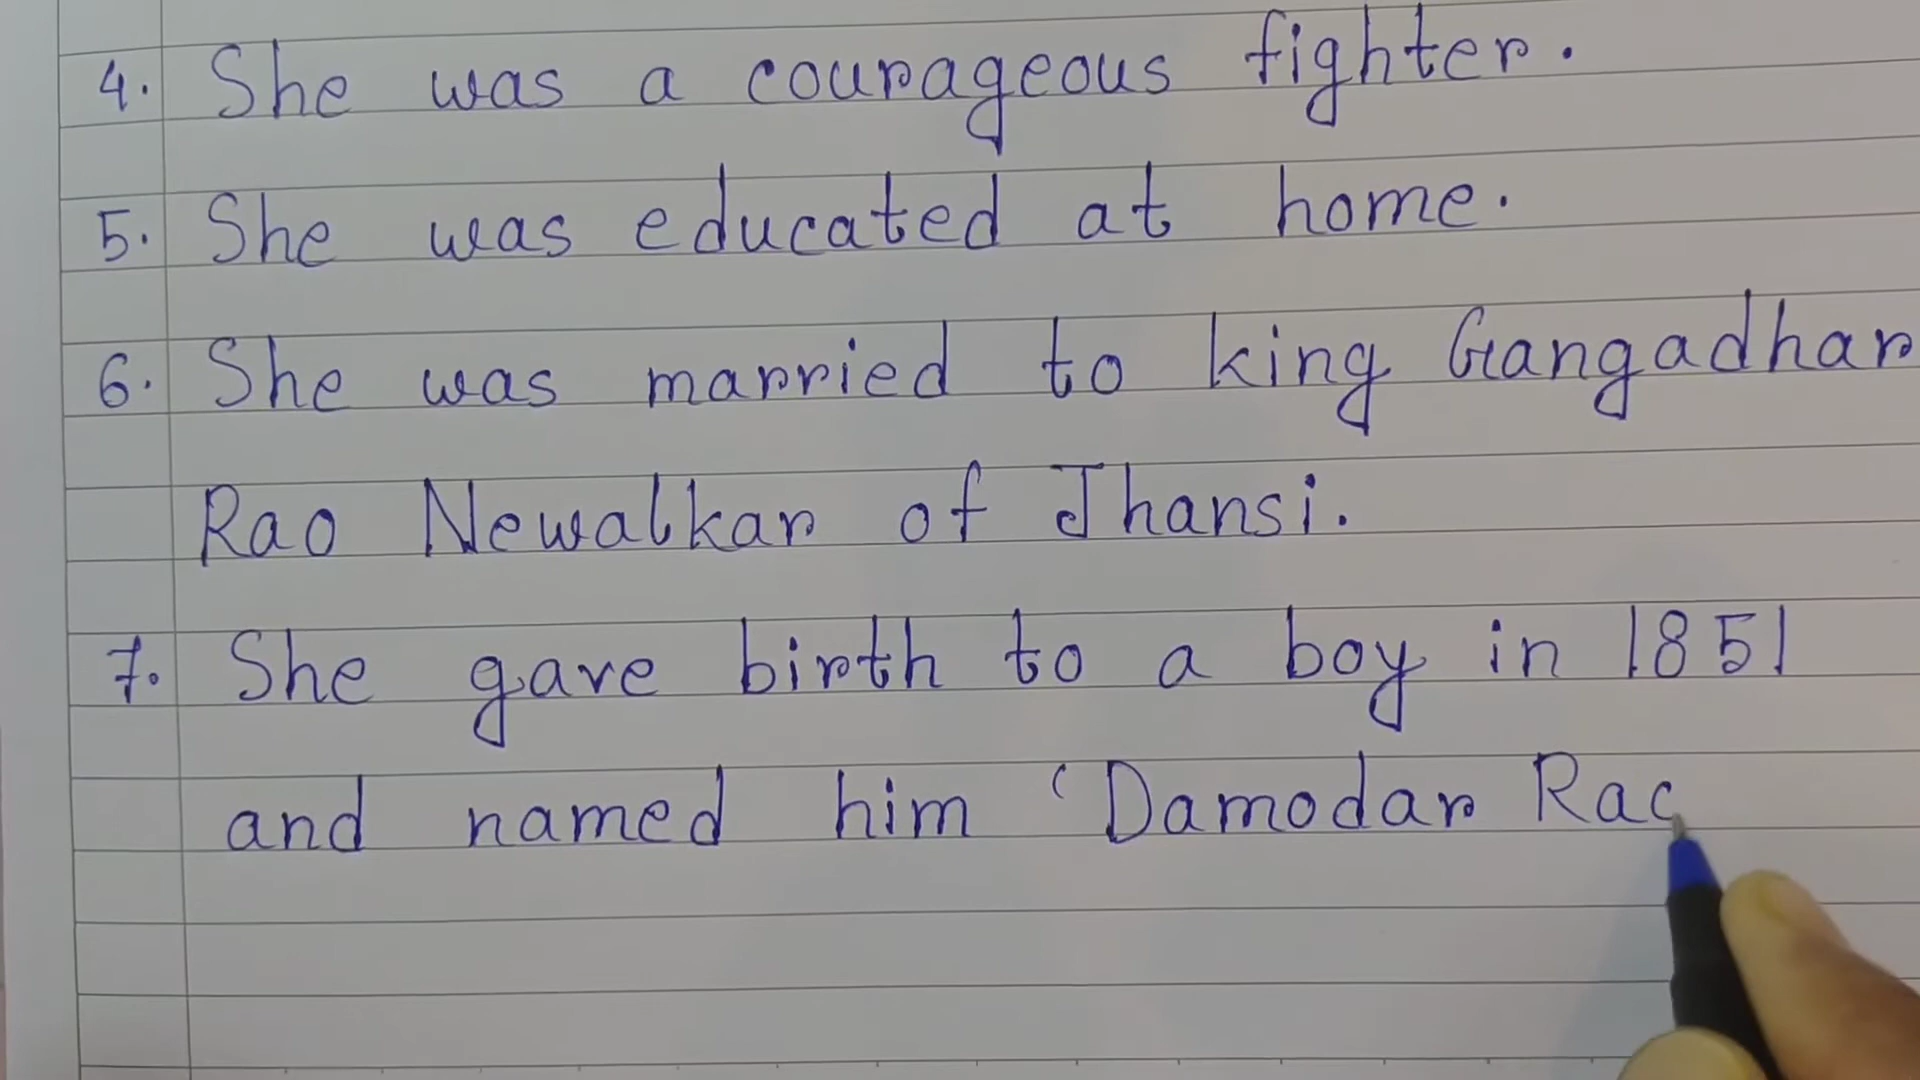 4. She was a courageous fighter.
5. She was educated at home.
6. She was married to king Gangadhar
Rao Newalkar of Jhansi.
7. She gave birth to a boy in 1851
and named him ‘Damodar